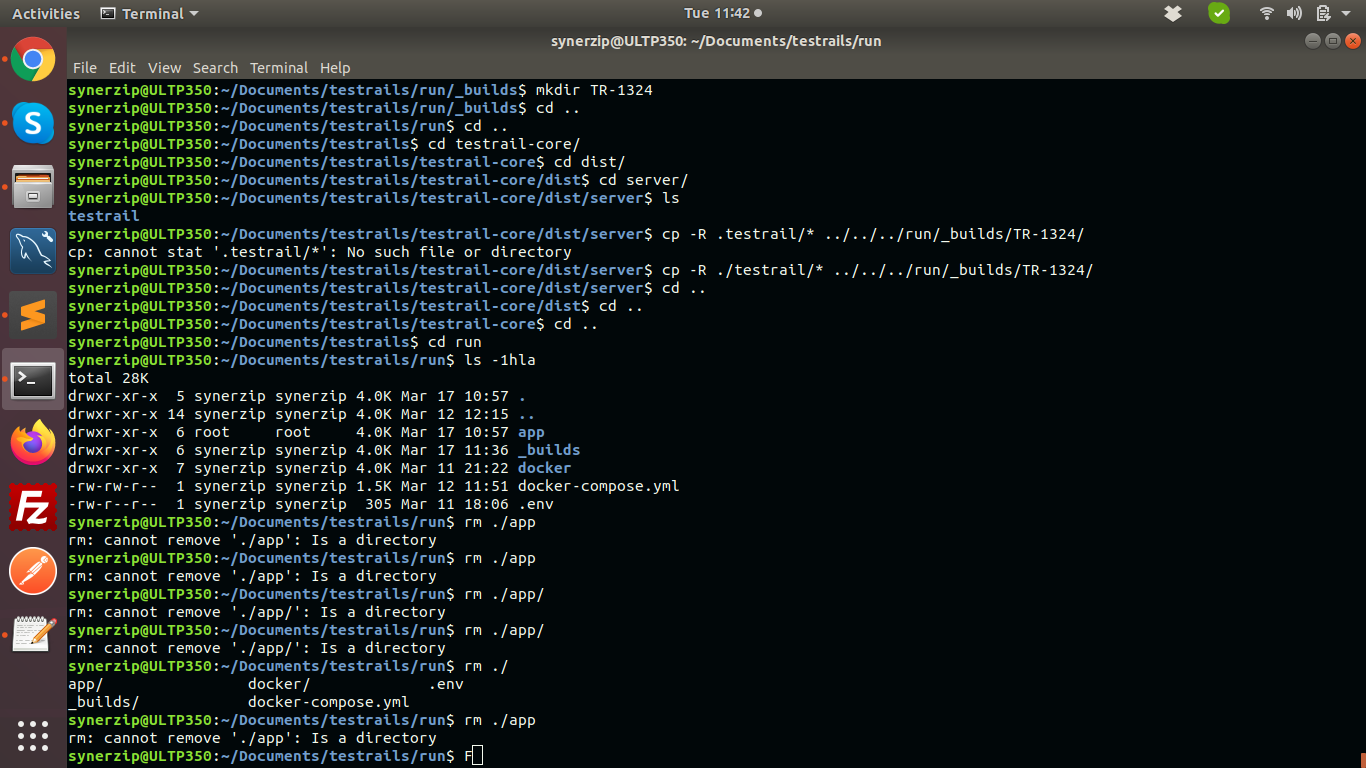 Activities Terminal Tue 11:42
synerzip@ULTP350: ~/Documents/testrails/run
File Edit View Search Terminal Help
synerzip@ULTP350:~/Documents/testrails/run/_builds$ mkdir TR-1324
synerzip@ULTP350:~/Documents/testrails/run/_builds$ cd ..
synerzip@ULTP350:~/Documents/testrails/run$ cd ..
synerzip@ULTP350:~/Documents/testrails$ cd testrail-core/
synerzip@ULTP350:~/Documents/testrails/testrail-core$ cd dist/
synerzip@ULTP350:~/Documents/testrails/testrail-core/dist$ cd server/
synerzip@ULTP350:~/Documents/testrails/testrail-core/dist/server$ ls
testrail
synerzip@ULTP350:~/Documents/testrails/testrail-core/dist/server$ cp -R .testrail/* ../../../run/_builds/TR-1324/
cp: cannot stat '.testrail/*': No such file or directory
synerzip@ULTP350:~/Documents/testrails/testrail-core/dist/server$ cp -R ./testrail/* ../../../run/_builds/TR-1324/
synerzip@ULTP350:~/Documents/testrails/testrail-core/dist/server$ cd ..
synerzip@ULTP350:~/Documents/testrails/testrail-core/dist$ cd ..
synerzip@ULTP350:~/Documents/testrails/testrail-core$ cd ..
synerzip@ULTP350:~/Documents/testrails$ cd run
synerzip@ULTP350:~/Documents/testrails/run$ ls -1hla
total 28K
drwxr-xr-x  5 synerzip synerzip 4.0K Mar 17 10:57 .
drwxr-xr-x 14 synerzip synerzip 4.0K Mar 12 12:15 ..
drwxr-xr-x  6 root     root     4.0K Mar 17 10:57 app
drwxr-xr-x  6 synerzip synerzip 4.0K Mar 17 11:36 _builds
drwxr-xr-x  7 synerzip synerzip 4.0K Mar 11 21:22 docker
-rw-rw-r--  1 synerzip synerzip 1.5K Mar 12 11:51 docker-compose.yml
-rw-r--r--  1 synerzip synerzip  305 Mar 11 18:06 .env
synerzip@ULTP350:~/Documents/testrails/run$ rm ./app
rm: cannot remove './app': Is a directory
synerzip@ULTP350:~/Documents/testrails/run$ rm ./app
rm: cannot remove './app': Is a directory
synerzip@ULTP350:~/Documents/testrails/run$ rm ./app/
rm: cannot remove './app/': Is a directory
synerzip@ULTP350:~/Documents/testrails/run$ rm ./app/
rm: cannot remove './app/': Is a directory
synerzip@ULTP350:~/Documents/testrails/run$ rm ./
app/                docker/             .env
_builds/            docker-compose.yml
synerzip@ULTP350:~/Documents/testrails/run$ rm ./app
rm: cannot remove './app': Is a directory
synerzip@ULTP350:~/Documents/testrails/run$ F